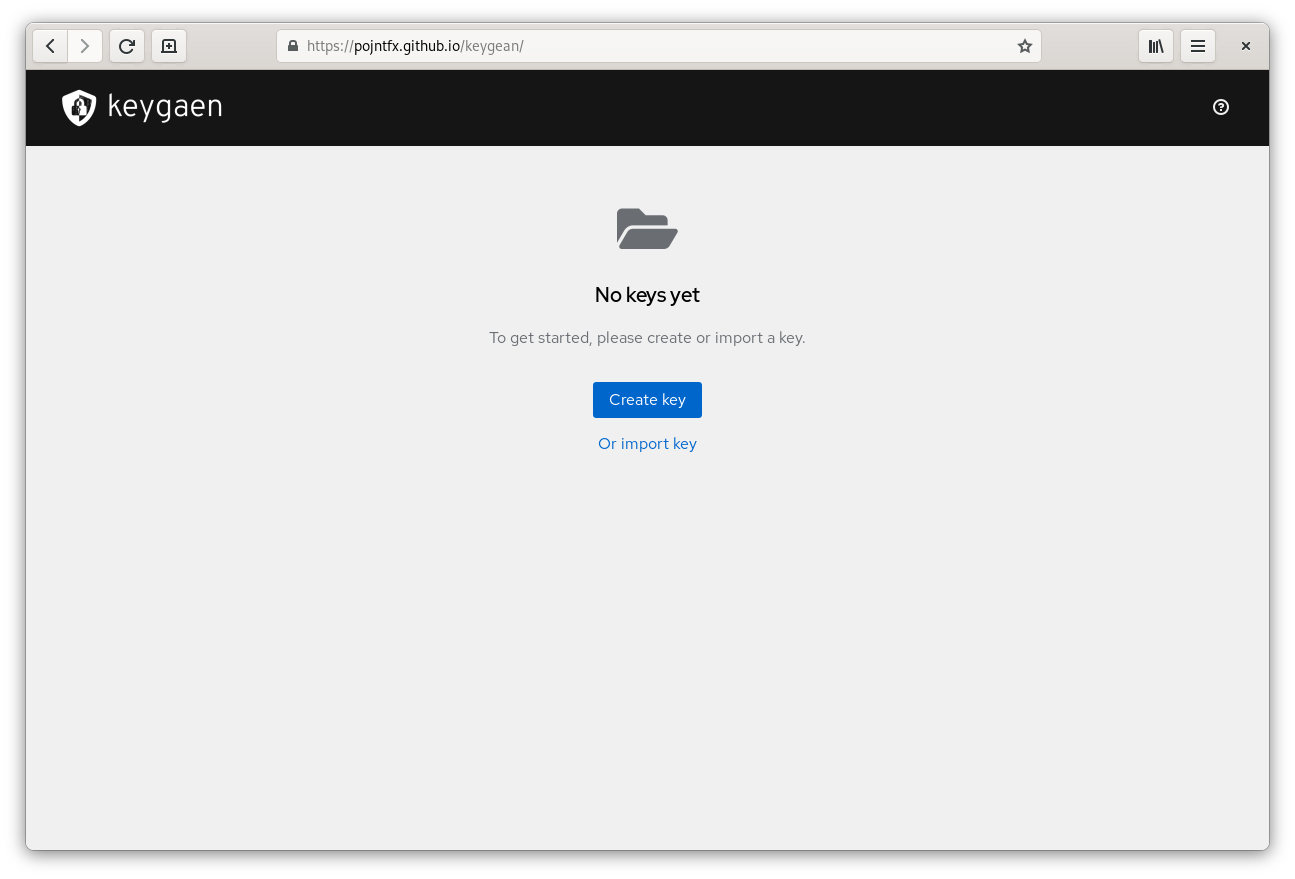 https://pojntfx.github.io/keygean/
keygaen
No keys yet
To get started, please create or import a key.
Create key
Or import key